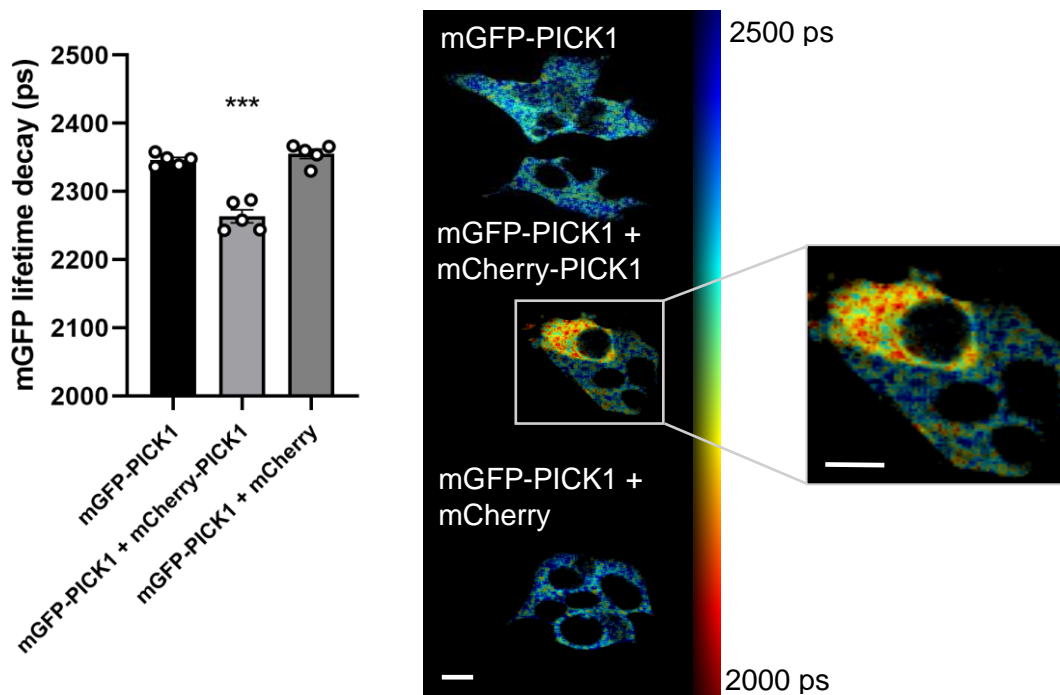 2500
2400
2300
2200
2100
2000
mGFP lifetime decay (ps)
***
mGFP-PICK1
mGFP-PICK1 + mCherry-PICK1
mGFP-PICK1 + mCherry
mGFP-PICK1
2500 ps
mGFP-PICK1 +
mCherry-PICK1
mGFP-PICK1 +
mCherry
2000 ps